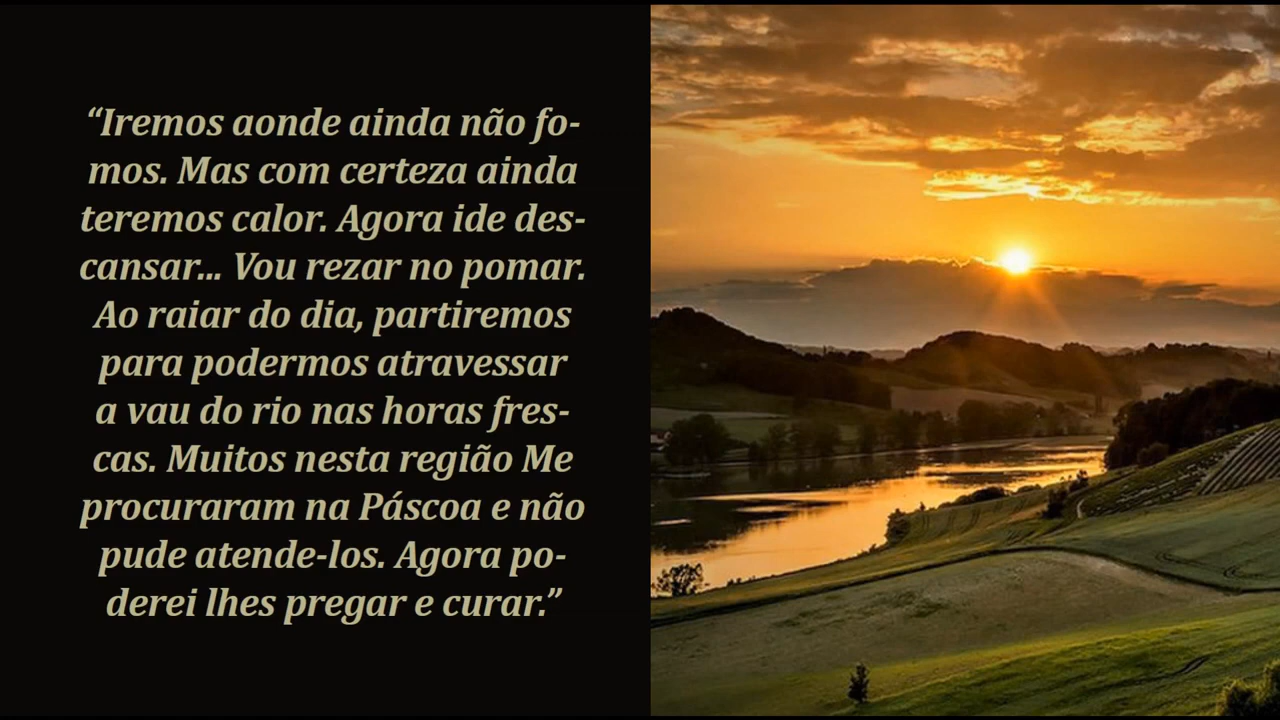 “Iremos aonde ainda não fo-
mos. Mas com certeza ainda
teremos calor. Agora ide des-
cansar... Vou rezar no pomar.
Ao raiar do dia, partiremos
para podermos atravessar
a vau do rio nas horas fres-
cas. Muitos nesta região Me
procuraram na Páscoa e não
pude atende-los. Agora po-
derei lhes pregar e curar.”